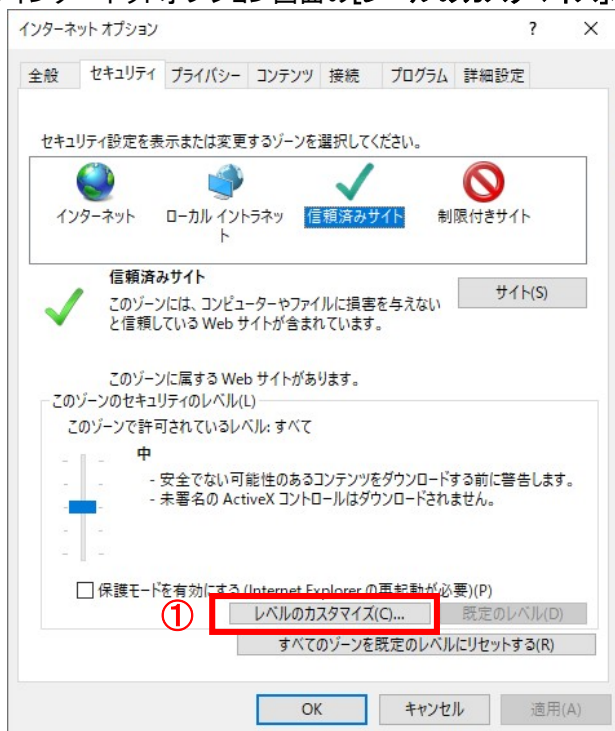 インターネット オプション ? ×
全般 セキュリティ プライバシー コンテンツ 接続 プログラム 詳細設定
セキュリティ設定を表示または変更するゾーンを選択してください。
インターネット ローカル イントラネッ 信頼済みサイト 制限付きサイト
ト
信頼済みサイト
サイト(S)
このゾーンには、コンピューターやファイルに損害を与えない
と信頼している Web サイトが含まれています。
このゾーンに属する Web サイトがあります。
このゾーンのセキュリティのレベル(L)
このゾーンで許可されているレベル: すべて
中
- 安全でない可能性のあるコンテンツをダウンロードする前に警告します。
- 未署名の ActiveX コントロールはダウンロードされません。
保護モードを有効にする (Internet Explorer の再起動が必要)(P)
① レベルのカスタマイズ(C)... 既定のレベル(D)
すべてのゾーンを既定のレベルにリセットする(R)
OK キャンセル 適用(A)